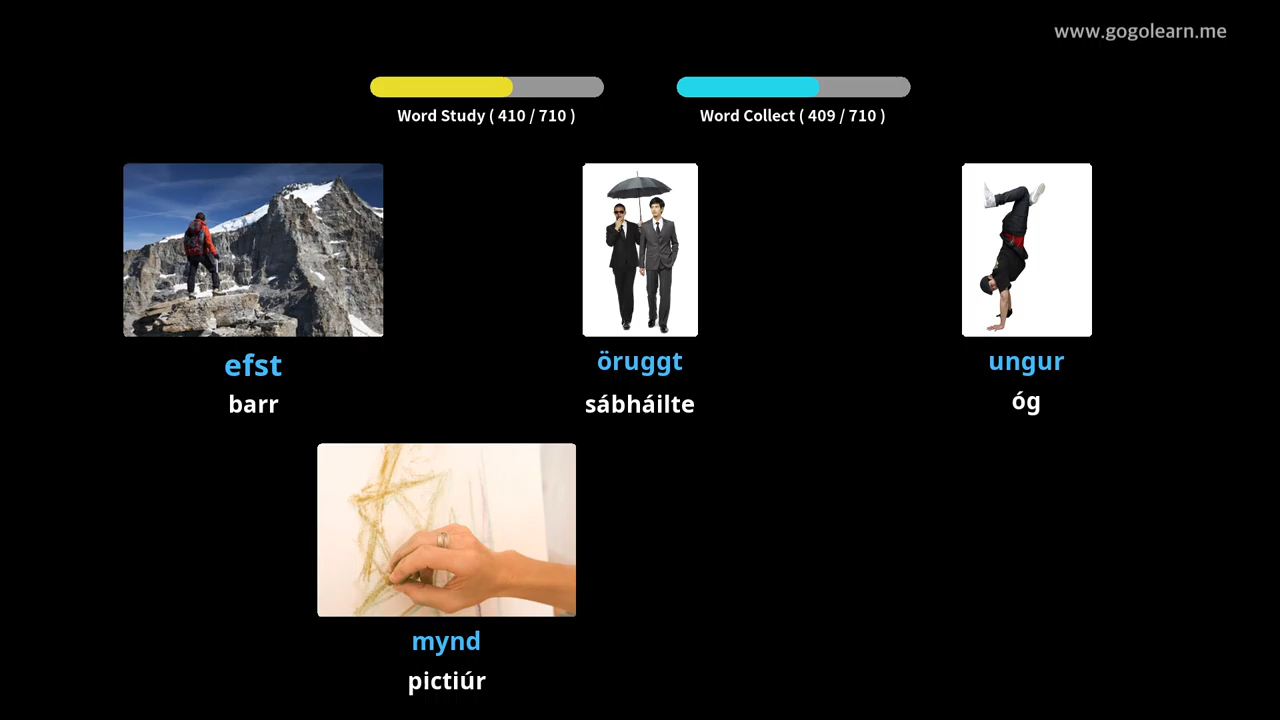 www.gogolearn.me
Word Study ( 410 / 710 )
Word Collect ( 409 / 710 )
efst
barr
öruggt
sábháilte
ungur
óg
mynd
pictiúr